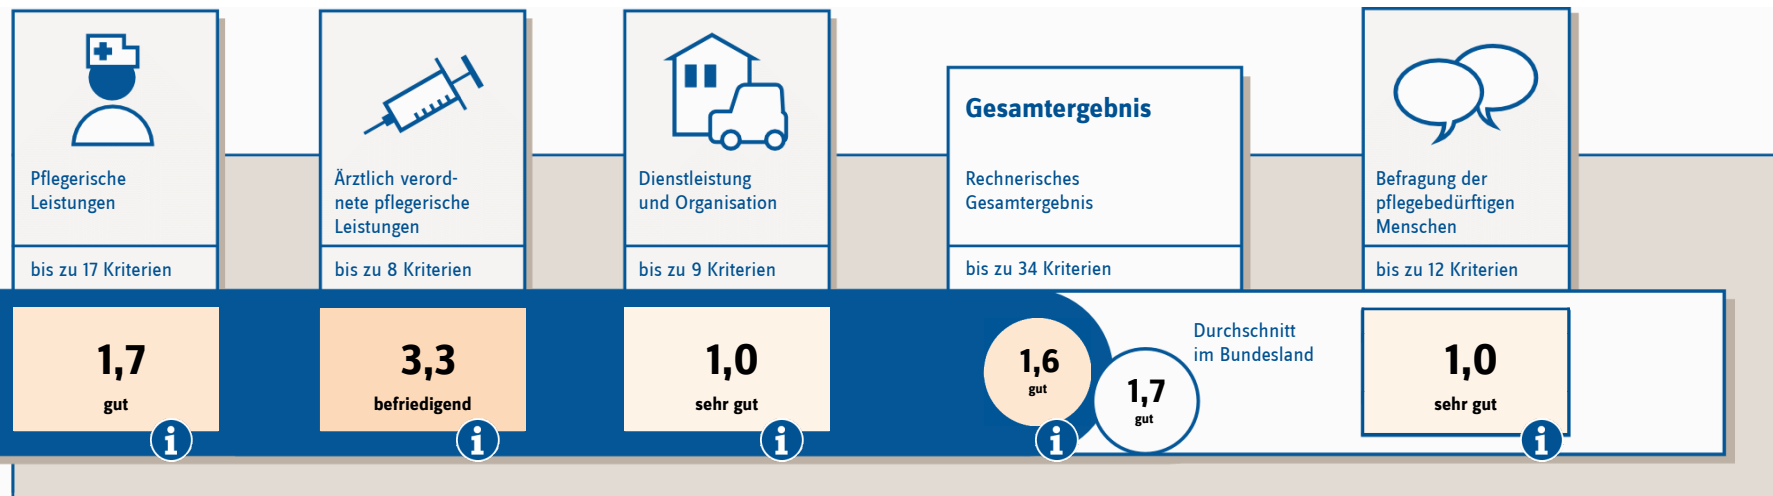 Pflegerische
Leistungen
bis zu 17 Kriterien
1,7
gut
i
Ärztlich verord-
nete pflegerische
Leistungen
bis zu 8 Kriterien
3,3
befriedigend
i
Dienstleistung
und Organisation
bis zu 9 Kriterien
1,0
sehr gut
i
Gesamtergebnis
Rechnerisches
Gesamtergebnis
bis zu 34 Kriterien
1,6
gut
i
1,7
gut
Durchschnitt
im Bundesland
Befragung der
pflegebedürftigen
Menschen
bis zu 12 Kriterien
1,0
sehr gut
i